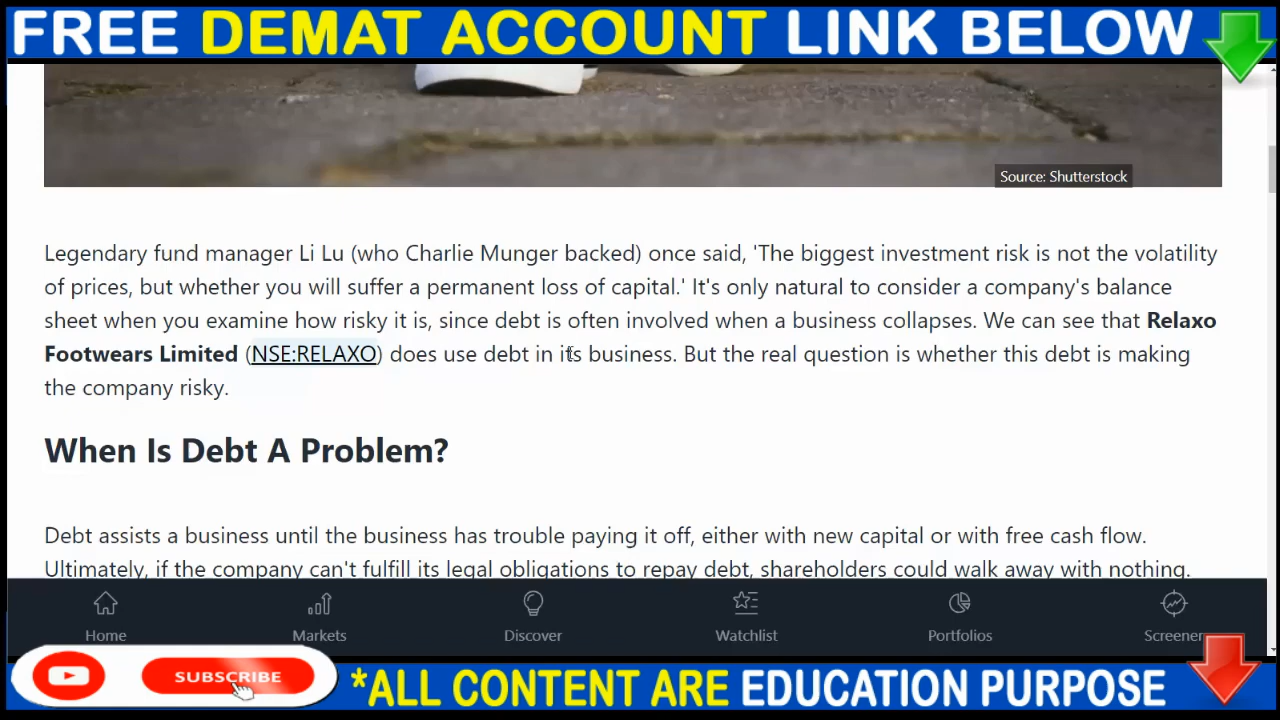 FREE DEMAT ACCOUNT LINK BELOW
Source: Shutterstock
Legendary fund manager Li Lu (who Charlie Munger backed) once said, 'The biggest investment risk is not the volatility
of prices, but whether you will suffer a permanent loss of capital.' It's only natural to consider a company's balance
sheet when you examine how risky it is, since debt is often involved when a business collapses. We can see that Relaxo
Footwears Limited (NSE:RELAXO) does use debt in its business. But the real question is whether this debt is making
the company risky.
When Is Debt A Problem?
Debt assists a business until the business has trouble paying it off, either with new capital or with free cash flow.
Ultimately, if the company can't fulfill its legal obligations to repay debt, shareholders could walk away with nothing.
Home Markets Discover Watchlist Portfolios Screener
SUBSCRIBE
*ALL CONTENT ARE EDUCATION PURPOSE